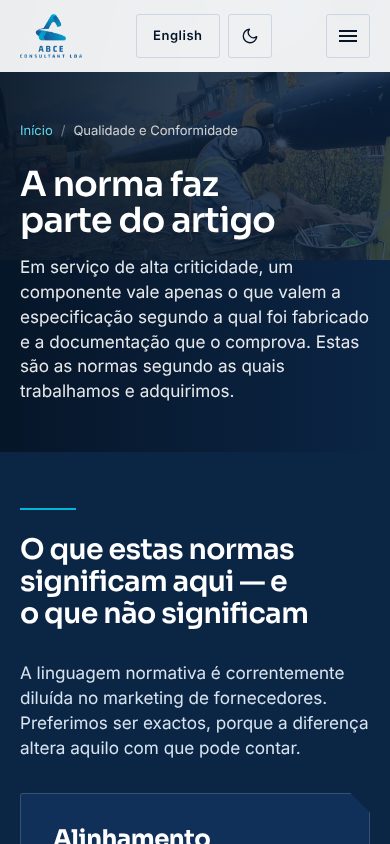 ABCE
CONSULTANT LDA
English
Início / Qualidade e Conformidade
A norma faz
parte do artigo
Em serviço de alta criticidade, um
componente vale apenas o que valem a
especificação segundo a qual foi fabricado
e a documentação que o comprova. Estas
são as normas segundo as quais
trabalhamos e adquirimos.
O que estas normas
significam aqui — e
o que não significam
A linguagem normativa é correntemente
diluída no marketing de fornecedores.
Preferimos ser exactos, porque a diferença
altera aquilo com que pode contar.
Alinhamento